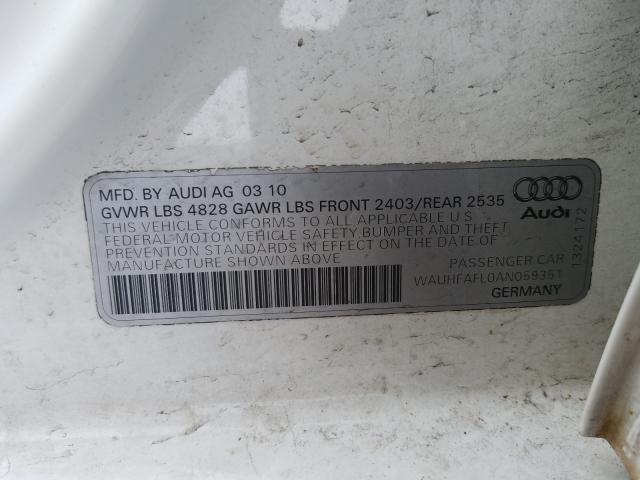 MFD. BY AUDI AG 03 10
GVWR LBS 4828 GAWR LBS FRONT 2403/REAR 2535
THIS VEHICLE CONFORMS TO ALL APPLICABLE U S
FEDERAL MOTOR VEHICLE SAFETY BUMPER AND THEFT
PREVENTION STANDARDS IN EFFECT ON THE DATE OF
MANUFACTURE SHOWN ABOVE
PASSENGER CAR
WAUHFAFL0AN059351
GERMANY
Audi
1324172